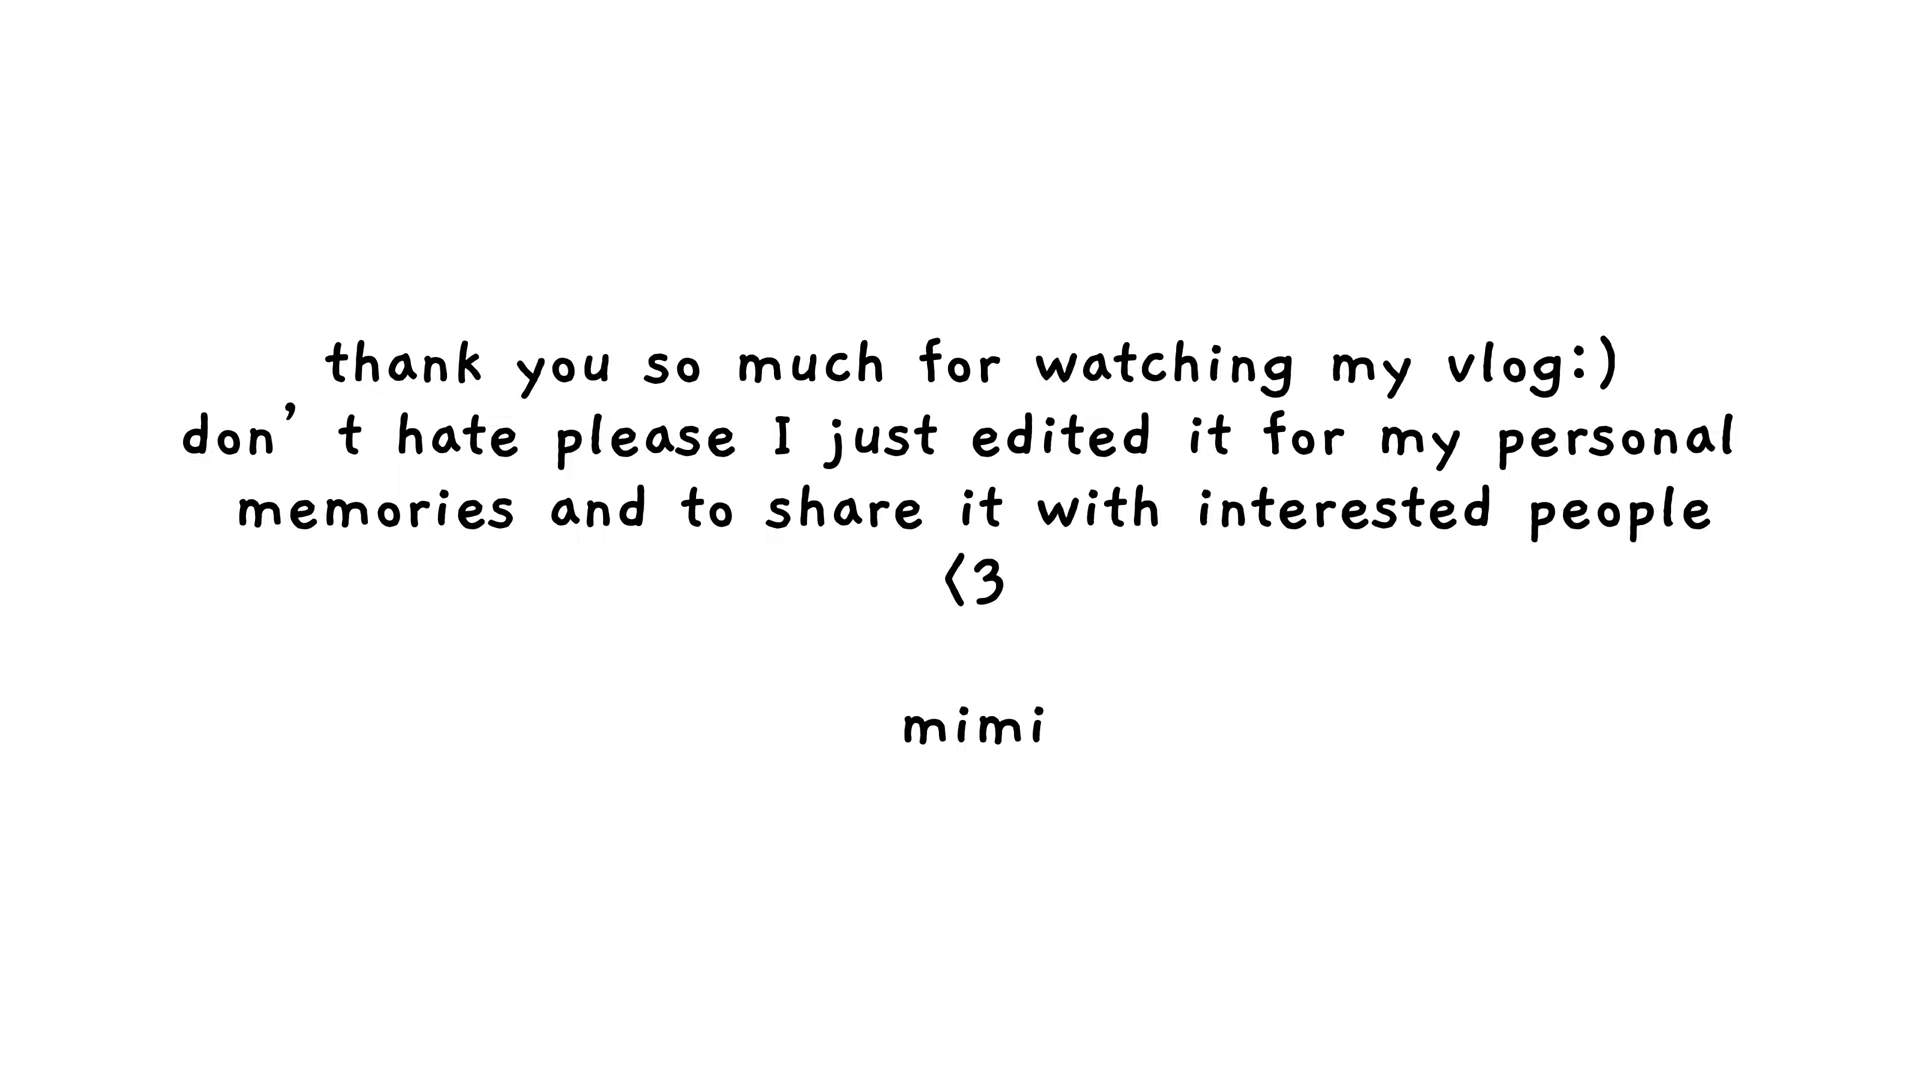 thank you so much for watching my vlog:)
don’t hate please I just edited it for my personal
memories and to share it with interested people
<3
mimi